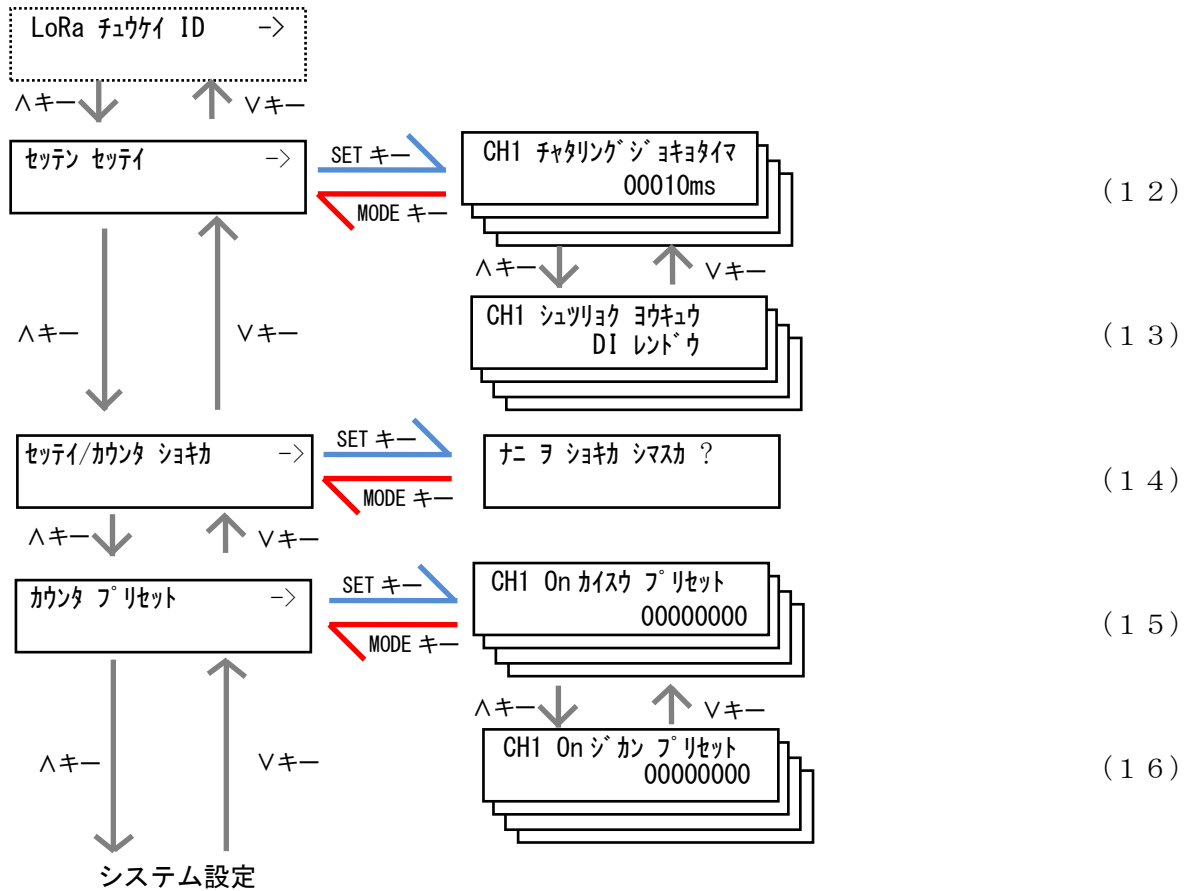 LoRa ﾁｭｳｹｲ ID －>
∧キー ∨キー
ｾｯﾃﾝ ｾｯﾃｲ －>
SET キー
MODE キー
CH1 ﾁｬﾀﾘﾝｸﾞｼﾞｮｷｮﾀｲﾏ
00010ms
（１２）
∧キー ∨キー
CH1 ｼｭﾂﾘｮｸ ﾖｳｷｭｳ
DI ﾚﾝﾄﾞｳ
（１３）
∧キー ∨キー
ｾｯﾃｲ/ｶｳﾝﾀ ｼｮｷｶ －>
SET キー
MODE キー
ﾅﾆ ｦ ｼｮｷｶ ｼﾏｽｶ ?
（１４）
∧キー ∨キー
ｶｳﾝﾀ ﾌﾟﾘｾｯﾄ －>
SET キー
MODE キー
CH1 On ｶｲｽｳ ﾌﾟﾘｾｯﾄ
00000000
（１５）
∧キー ∨キー
CH1 On ｼﾞｶﾝ ﾌﾟﾘｾｯﾄ
00000000
（１６）
∧キー ∨キー
システム設定